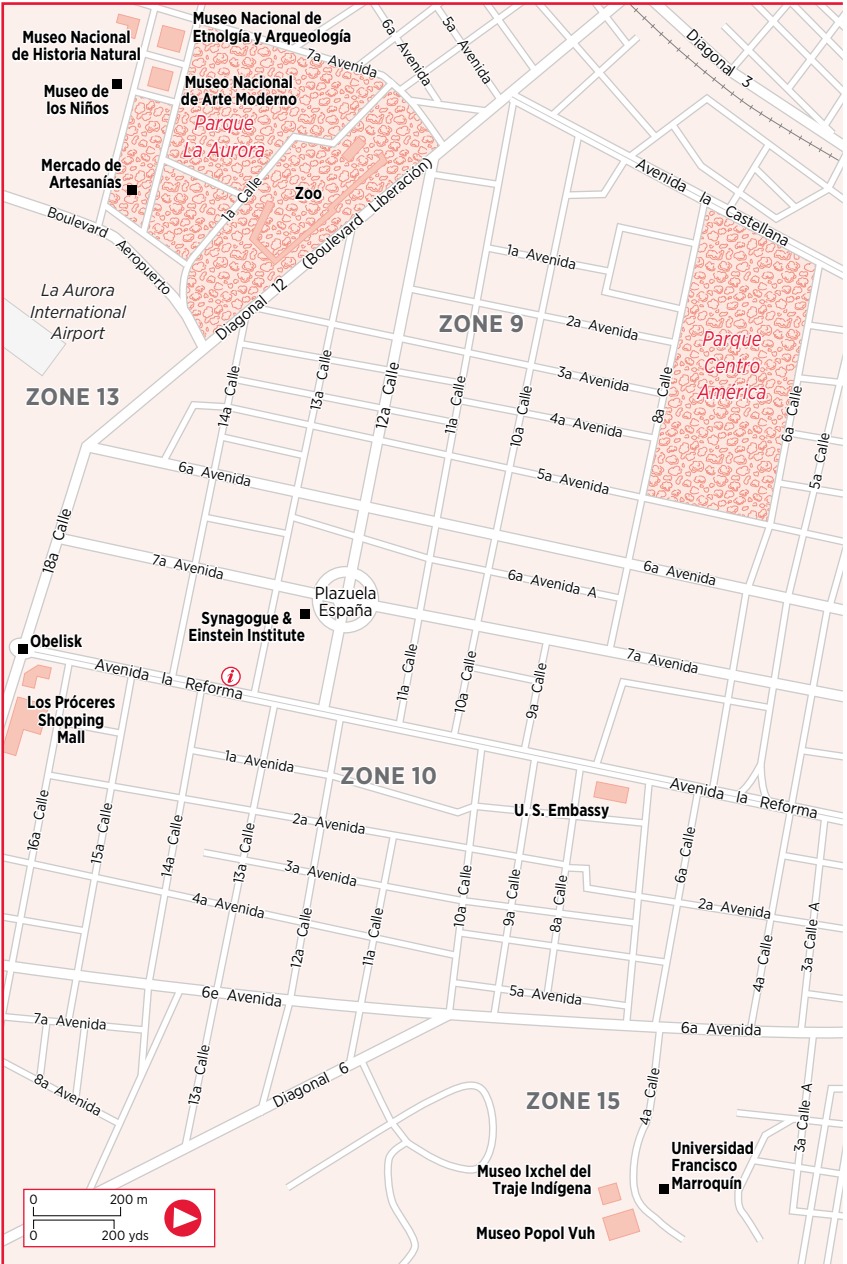 Museo Nacional de
Etnolgía y Arqueología
Museo Nacional
de Historia Natural
Museo de
los Niños
Museo Nacional
de Arte Moderno
Parque
La Aurora
Mercado de
Artesanías
Zoo
7a Avenida
6a Avenida
5a Avenida
Diagonal 3
Avenida la Castellana
1a Calle
Boulevard Aeropuerto
Diagonal 12 (Boulevard Liberación)
La Aurora
International
Airport
ZONE 13
ZONE 9
1a Avenida
2a Avenida
3a Avenida
4a Avenida
5a Avenida
Parque
Centro
América
14a Calle
13a Calle
12a Calle
11a Calle
10a Calle
8a Calle
6a Calle
5a Calle
6a Avenida
18a Calle
7a Avenida
6a Avenida
6a Avenida A
Plazuela
España
Synagogue &
Einstein Institute
Obelisk
i
Avenida la Reforma
11a Calle
10a Calle
9a Calle
7a Avenida
Los Próceres
Shopping
Mall
ZONE 10
1a Avenida
U. S. Embassy
Avenida la Reforma
2a Avenida
3a Avenida
4a Avenida
16a Calle
15a Calle
14a Calle
13a Calle
12a Calle
11a Calle
10a Calle
9a Calle
8a Calle
6a Calle
2a Avenida
4a Calle
3a Calle A
6e Avenida
5a Avenida
6a Avenida
7a Avenida
8a Avenida
13a Calle
Diagonal 6
ZONE 15
4a Calle
3a Calle A
Universidad
Francisco
Marroquín
Museo Ixchel del
Traje Indígena
Museo Popol Vuh
0 200 m
0 200 yds